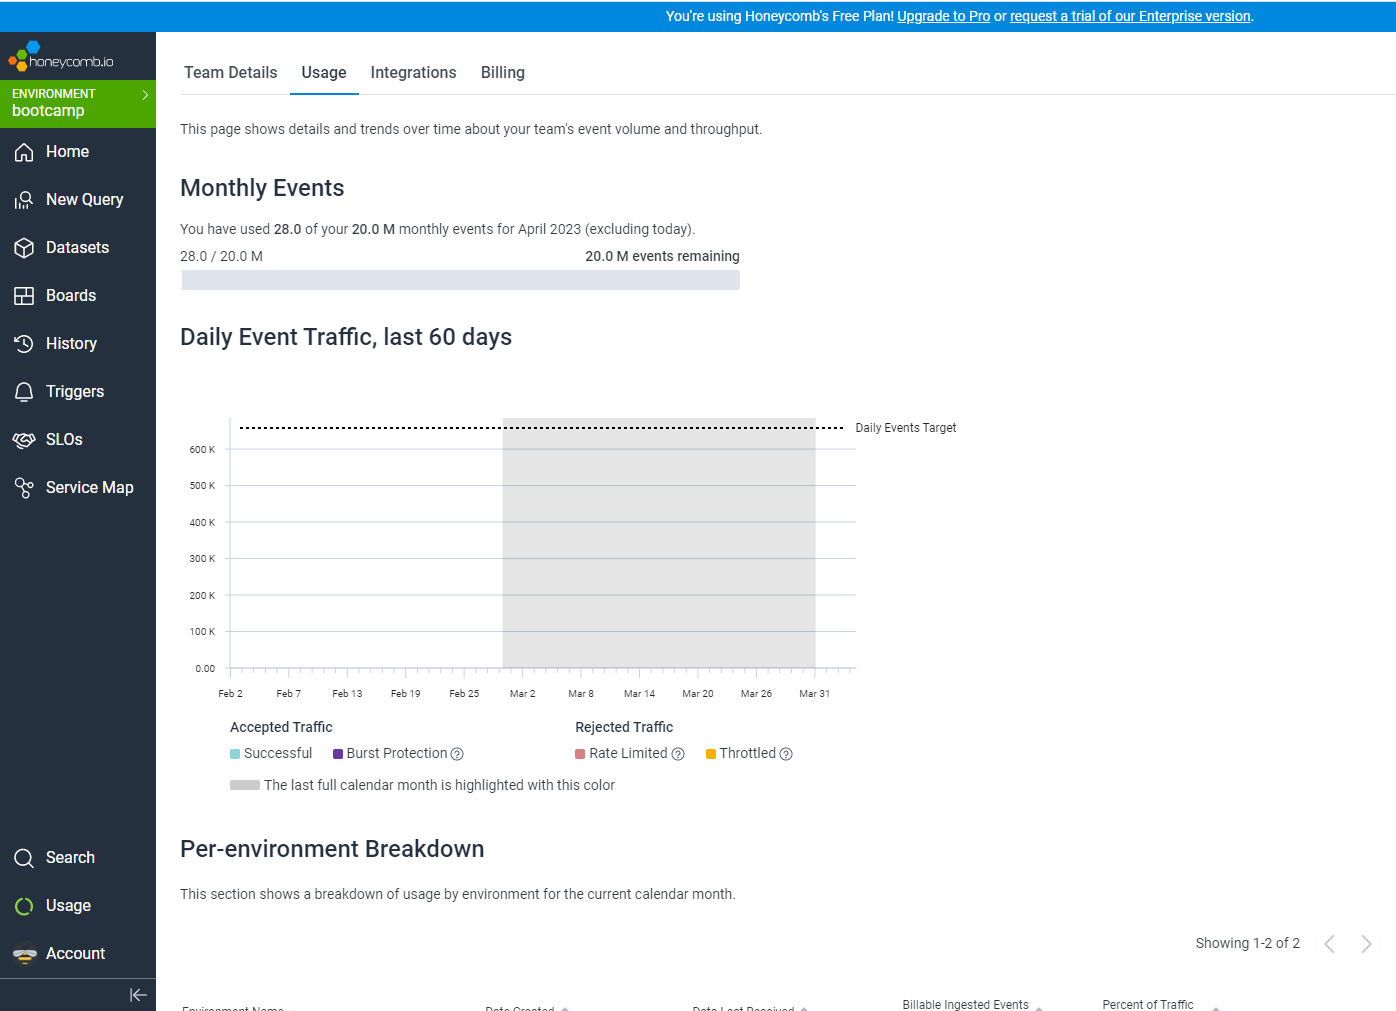 You're using Honeycomb's Free Plan! Upgrade to Pro or request a trial of our Enterprise version.
honeycomb.io
ENVIRONMENT
bootcamp
Home
New Query
Datasets
Boards
History
Triggers
SLOs
Service Map
Search
Usage
Account
Team Details Usage Integrations Billing
This page shows details and trends over time about your team's event volume and throughput.
Monthly Events
You have used 28.0 of your 20.0 M monthly events for April 2023 (excluding today).
28.0 / 20.0 M 20.0 M events remaining
Daily Event Traffic, last 60 days
Daily Events Target
600 K
500 K
400 K
300 K
200 K
100 K
0.00
Feb 2 Feb 7 Feb 13 Feb 19 Feb 25 Mar 2 Mar 8 Mar 14 Mar 20 Mar 26 Mar 31
Accepted Traffic Rejected Traffic
Successful Burst Protection ? Rate Limited ? Throttled ?
The last full calendar month is highlighted with this color
Per-environment Breakdown
This section shows a breakdown of usage by environment for the current calendar month.
Showing 1-2 of 2
Environment Name Date Created Date Last Received Billable Ingested Events Percent of Traffic